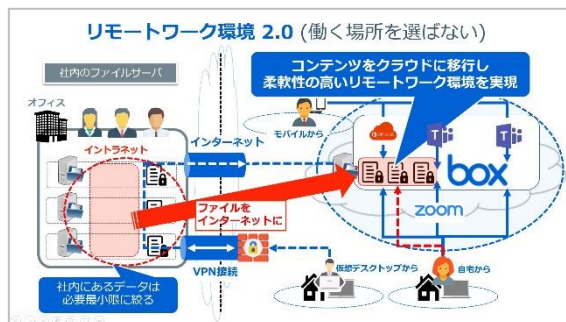 リモートワーク環境 2.0 (働く場所を選ばない)
社内のファイルサーバ
コンテンツをクラウドに移行し
柔軟性の高いリモートワーク環境を実現
オフィス
モバイルから
イントラネット
インターネット
box
zoom
ファイルを
インターネットに
VPN接続
社内にあるデータは
必要最小限に絞る
仮想デスクトップから
自宅から